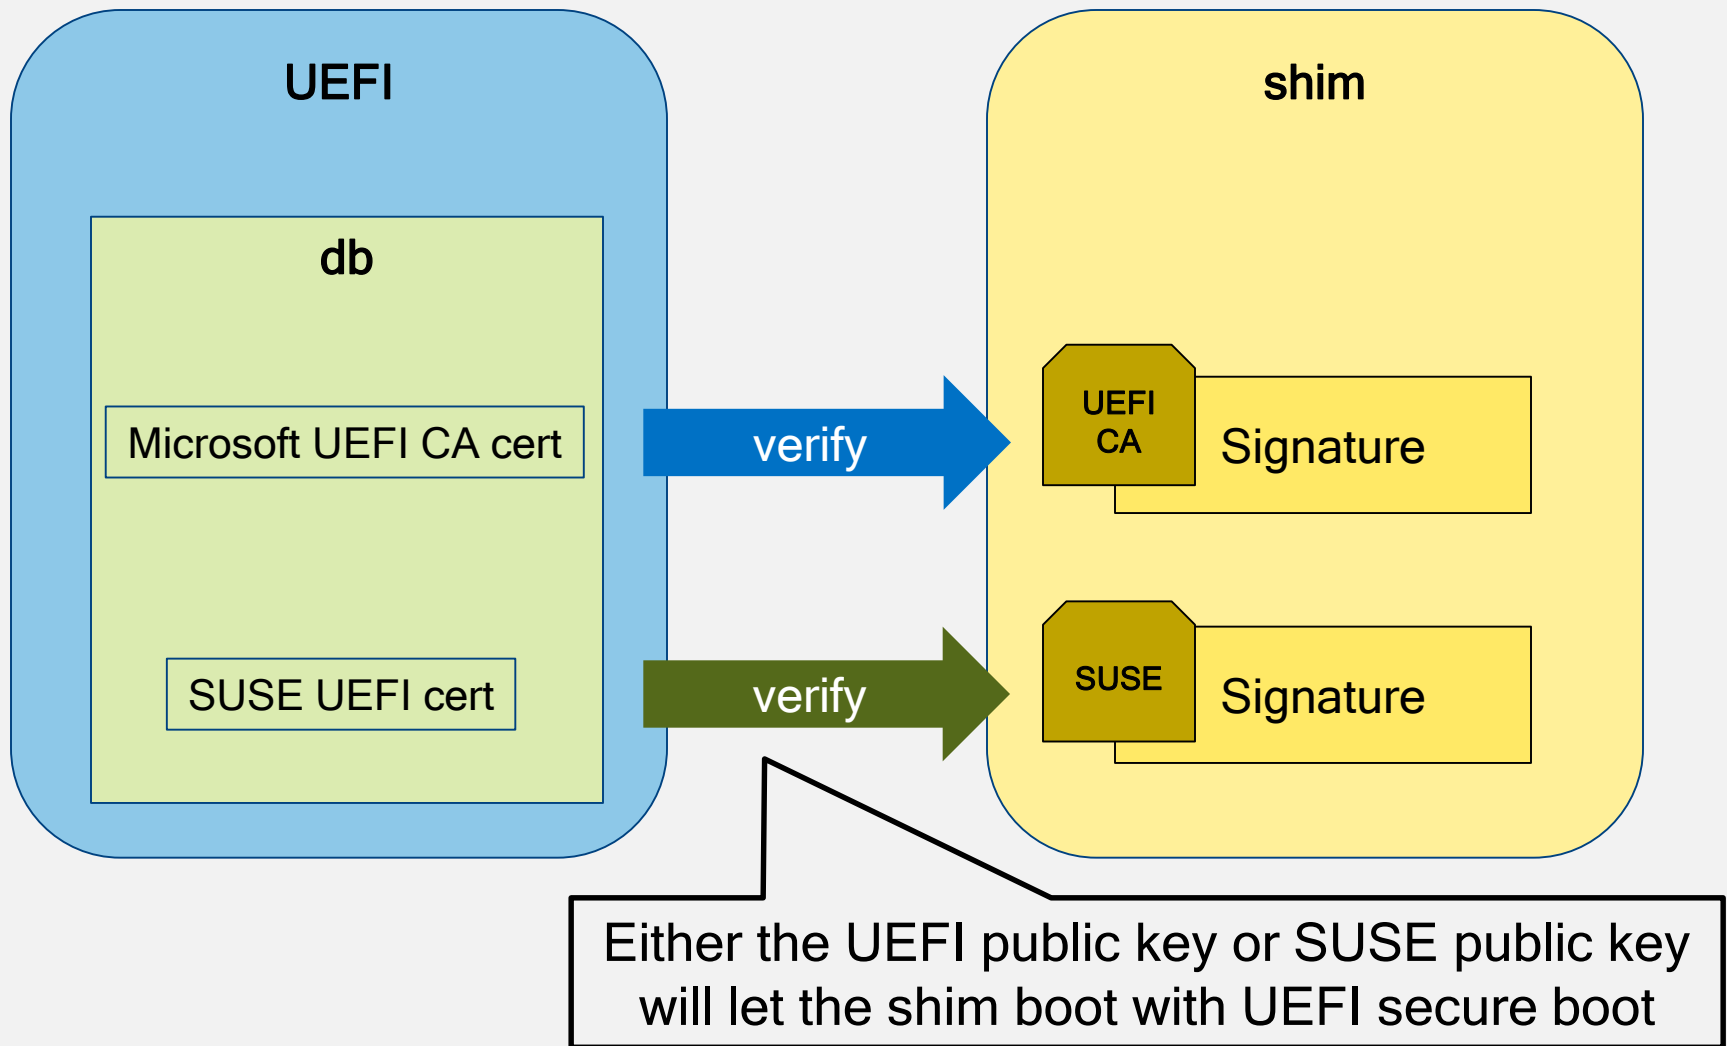 UEFI
db
Microsoft UEFI CA cert
SUSE UEFI cert
verify
verify
shim
UEFI
CA
Signature
SUSE
Signature
Either the UEFI public key or SUSE public key
will let the shim boot with UEFI secure boot